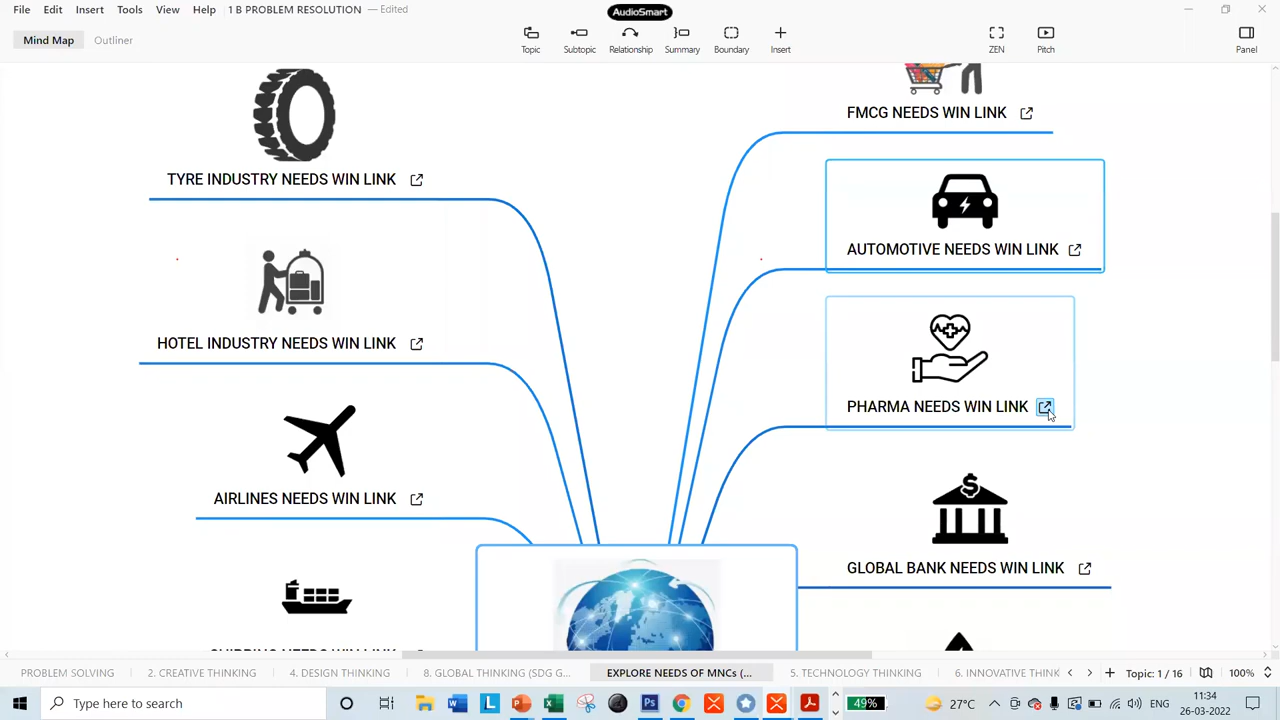 File Edit Insert Tools View Help 1 B PROBLEM RESOLUTION — Edited
AudioSmart
Mind Map Outliner
Topic Subtopic Relationship Summary Boundary Insert ZEN Pitch Panel
FMCG NEEDS WIN LINK
TYRE INDUSTRY NEEDS WIN LINK
AUTOMOTIVE NEEDS WIN LINK
HOTEL INDUSTRY NEEDS WIN LINK
PHARMA NEEDS WIN LINK
AIRLINES NEEDS WIN LINK
$
GLOBAL BANK NEEDS WIN LINK
PROBLEM SOLVING 2. CREATIVE THINKING 4. DESIGN THINKING 8. GLOBAL THINKING (SDG G... EXPLORE NEEDS OF MNCs (... 5. TECHNOLOGY THINKING 6. INNOVATIVE THINK Topic: 1 / 16 100%
Type here to search 49% 27°C 11:34
26-03-2022